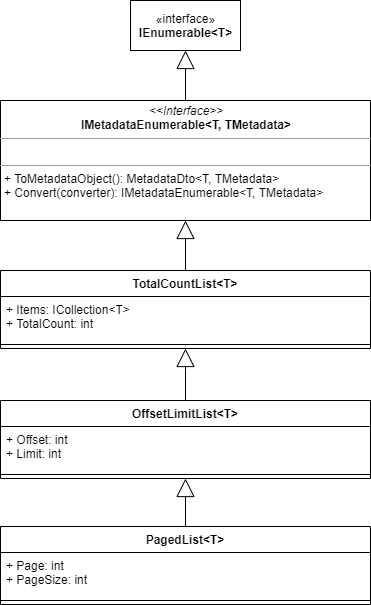 «interface»
IEnumerable<T>
<<Interface>>
IMetadataEnumerable<T, TMetadata>
+ ToMetadataObject(): MetadataDto<T, TMetadata>
+ Convert(converter): IMetadataEnumerable<T, TMetadata>
TotalCountList<T>
+ Items: ICollection<T>
+ TotalCount: int
OffsetLimitList<T>
+ Offset: int
+ Limit: int
PagedList<T>
+ Page: int
+ PageSize: int